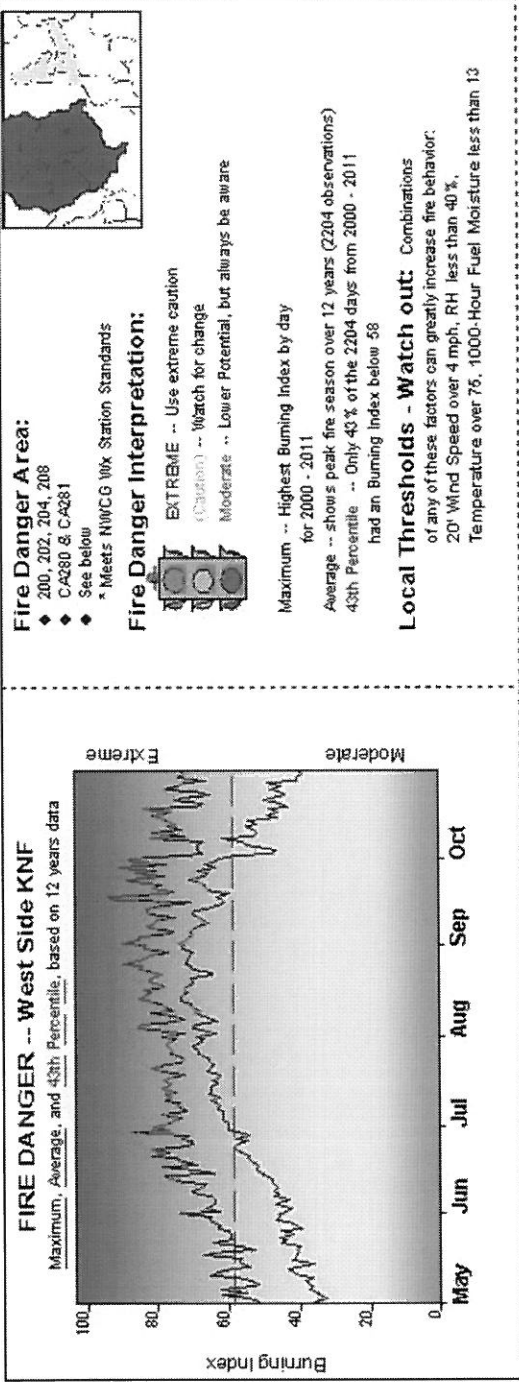 FIRE DANGER -- West Side KNF
Maximum, Average, and 43th Percentile, based on 12 years data
Burning Index
100
80
60
40
20
0
May
Jun
Jul
Aug
Sep
Oct
Extreme
Moderate
Fire Danger Area:
200, 202, 204, 208
CA280 & CA281
See below
* Meets NWCG Wx Station Standards
Fire Danger Interpretation:
EXTREME -- Use extreme caution
(Caution) -- Watch for change
Moderate -- Lower Potential, but always be aware
Maximum -- Highest Burning Index by day
for 2000 - 2011
Average -- shows peak fire season over 12 years (2204 observations)
43th Percentile -- Only 43% of the 2204 days from 2000 - 2011
had an Burning Index below 58
Local Thresholds - Watch out: Combinations
of any of these factors can greatly increase fire behavior:
20' Wind Speed over 4 mph, RH less than 40%,
Temperature over 75, 1000-Hour Fuel Moisture less than 13